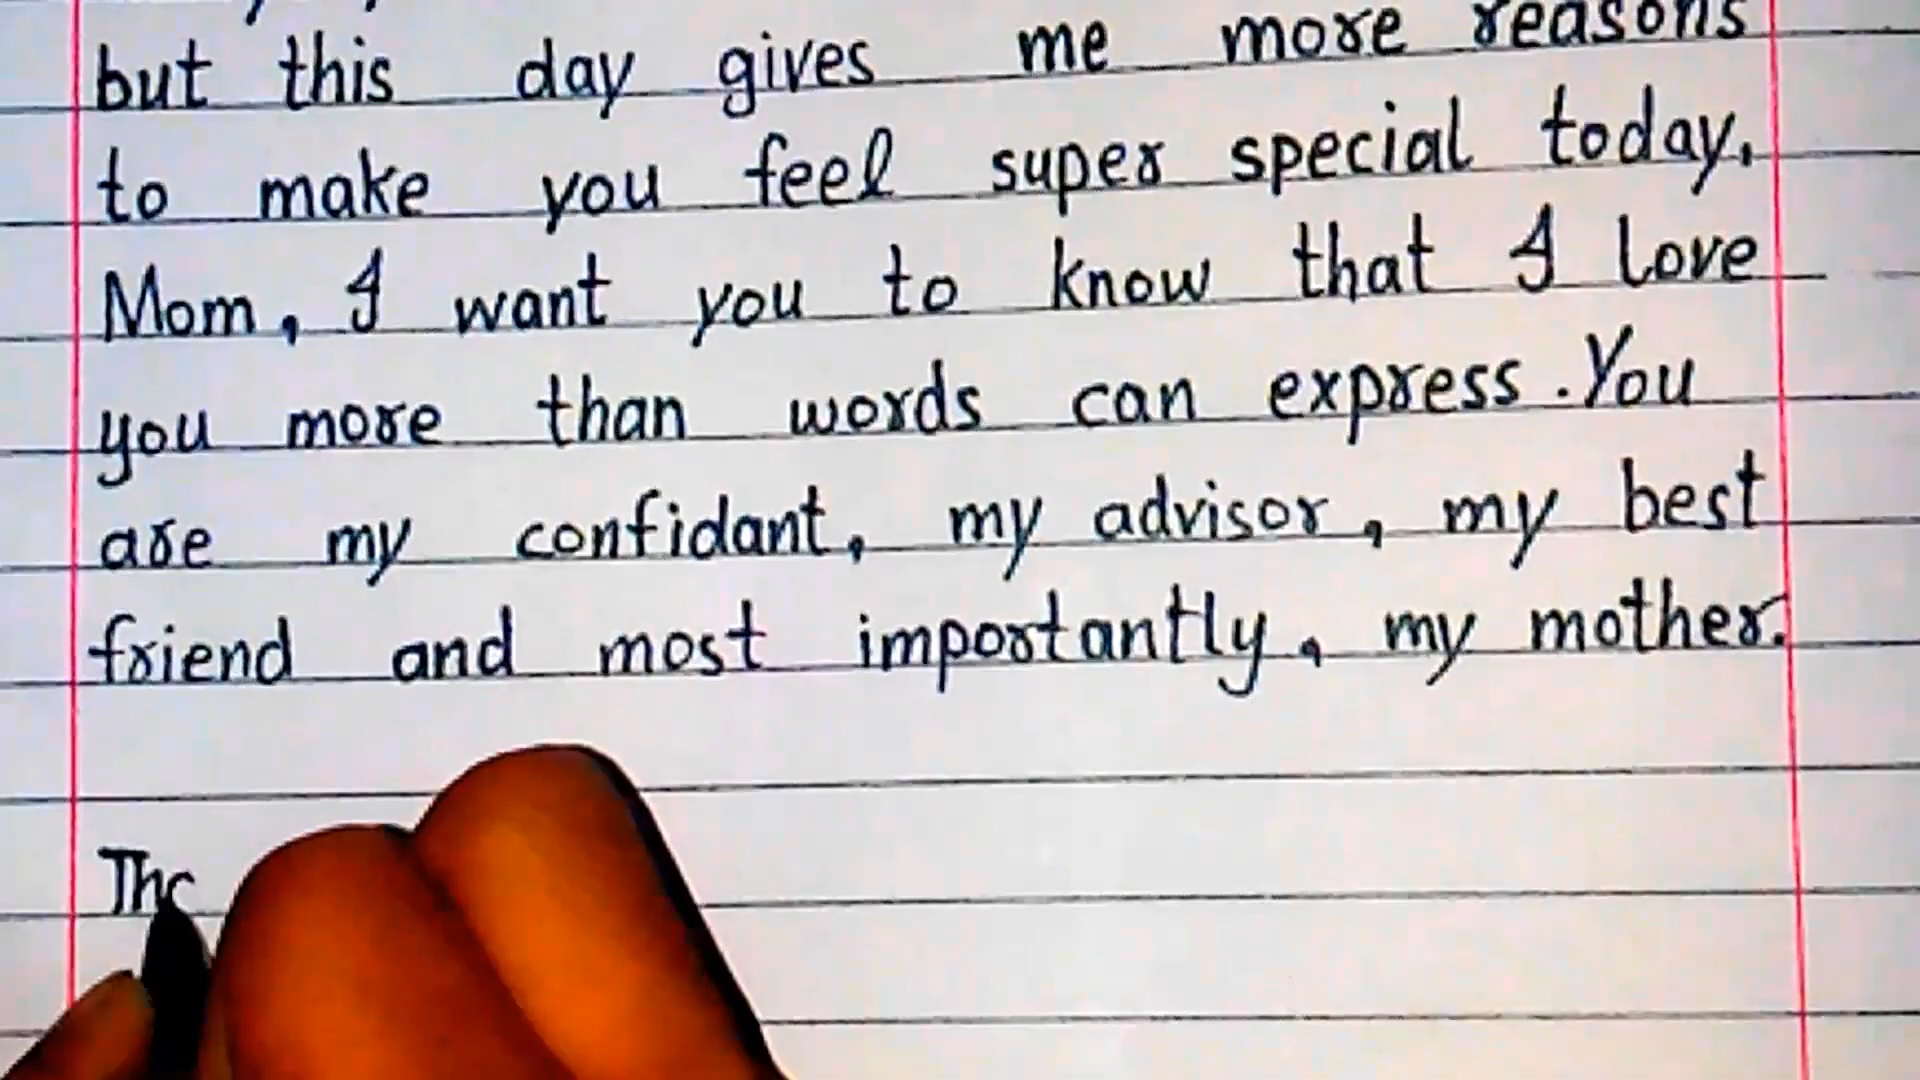 but this day gives me more reasons
to make you feel super special today.
Mom, I want you to know that I love
you more than words can express. You
are my confidant, my advisor, my best
friend and most importantly, my mother.